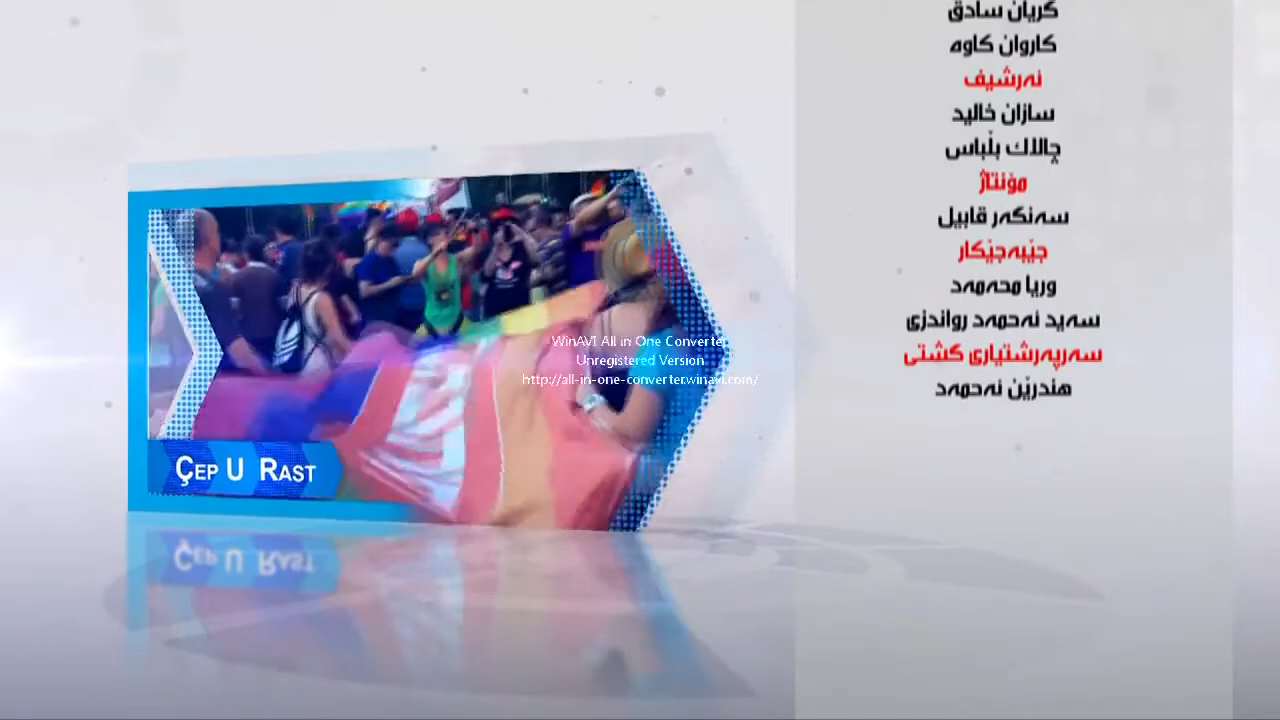 گریان سادق
کاروان کاوە
ئەرشیف
سازان خالید
چالاك بڵباس
مۆنتاژ
سەنگەر قابیل
جێبەجێکار
وریا محەمەد
سەید ئەحمەد رواندزی
سەرپەرشتیاری گشتی
هندرێن ئەحمەد
WinAVI All in One Converter
Unregistered Version
http://all-in-one-converter.winavi.com/
ÇEP U RAST